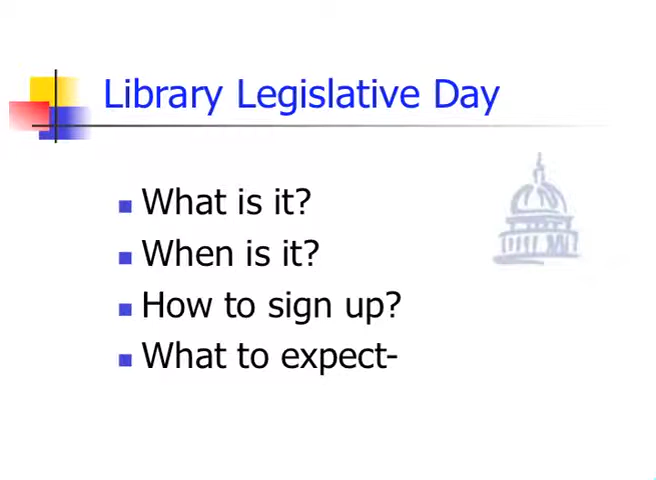 Library Legislative Day
What is it?
When is it?
How to sign up?
What to expect-